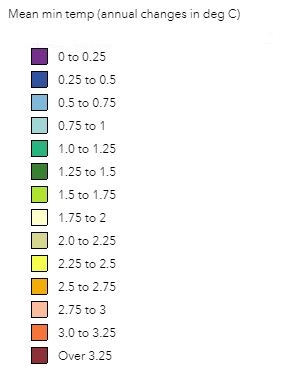 Mean min temp (annual changes in deg C)
0 to 0.25
0.25 to 0.5
0.5 to 0.75
0.75 to 1
1.0 to 1.25
1.25 to 1.5
1.5 to 1.75
1.75 to 2
2.0 to 2.25
2.25 to 2.5
2.5 to 2.75
2.75 to 3
3.0 to 3.25
Over 3.25